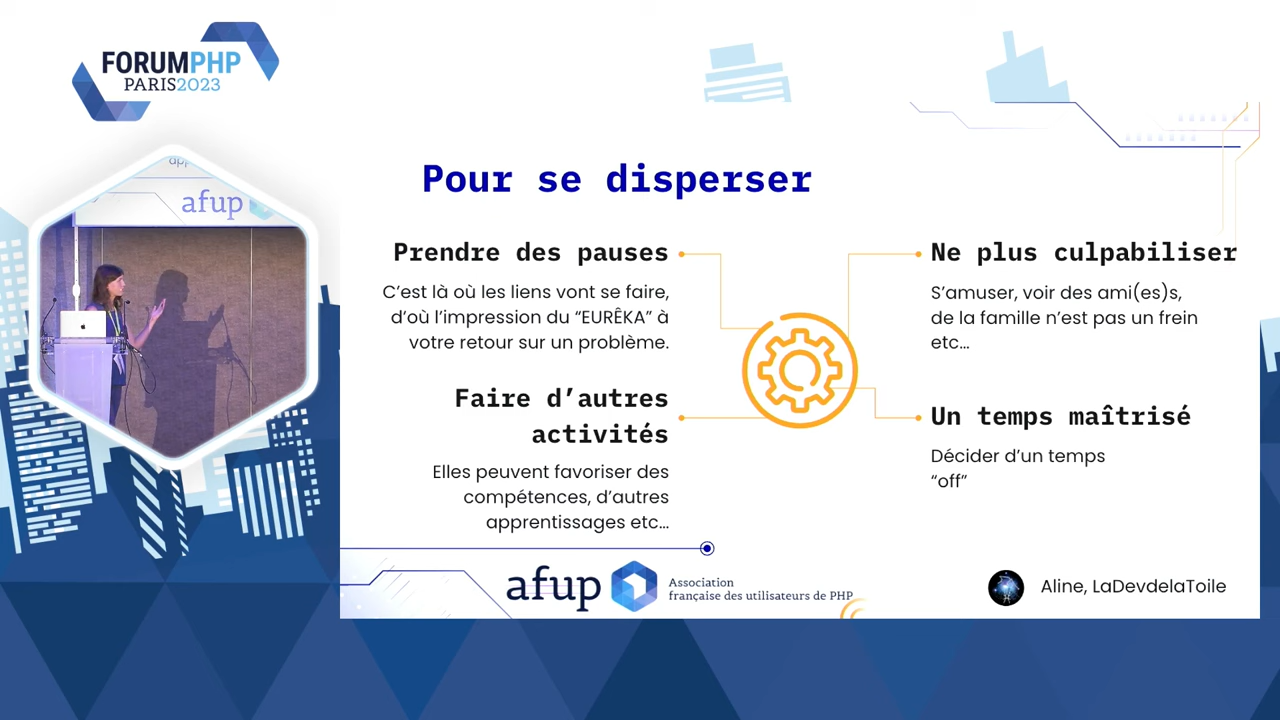 FORUMPHP
PARIS2023
app
afup
Pour se disperser
Prendre des pauses
C’est là où les liens vont se faire,
d’où l’impression du “EURÊKA” à
votre retour sur un problème.
Faire d’autres
activités
Elles peuvent favoriser des
compétences, d’autres
apprentissages etc…
Ne plus culpabiliser
S’amuser, voir des ami(es)s,
de la famille n’est pas un frein
etc…
Un temps maîtrisé
Décider d’un temps
“off”
afup
Association
française des utilisateurs de PHP
Aline, LaDevdelaToile